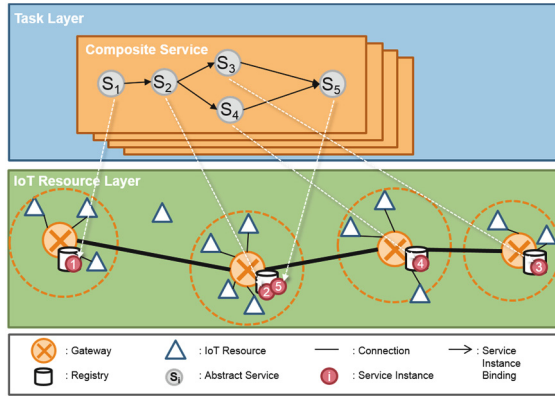 Task Layer
Composite Service
S1
S2
S3
S4
S5
IoT Resource Layer
1
2
5
4
3
: Gateway
: IoT Resource
: Connection
: Service Instance Binding
: Registry
Si
: Abstract Service
i
: Service Instance